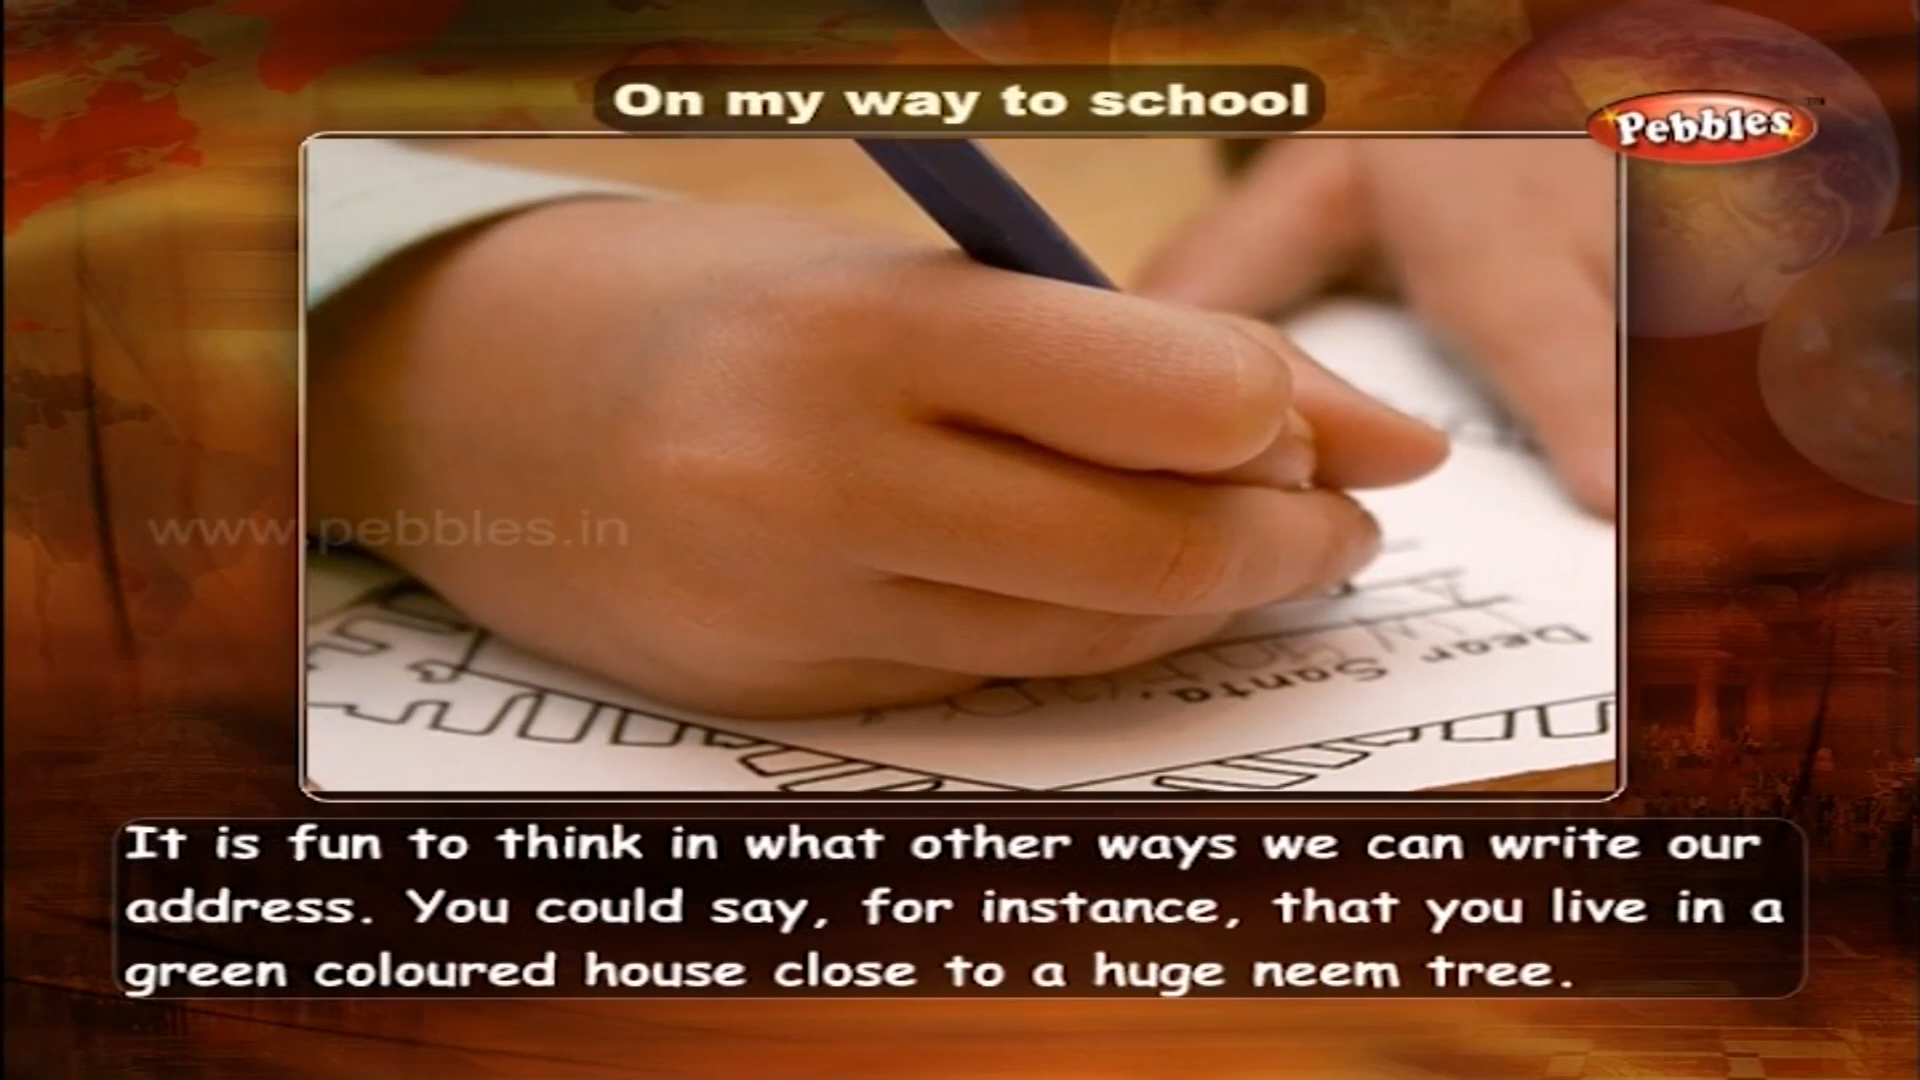 On my way to school
Pebbles
www.pebbles.in
Dear Santa,
It is fun to think in what other ways we can write our
address. You could say, for instance, that you live in a
green coloured house close to a huge neem tree.